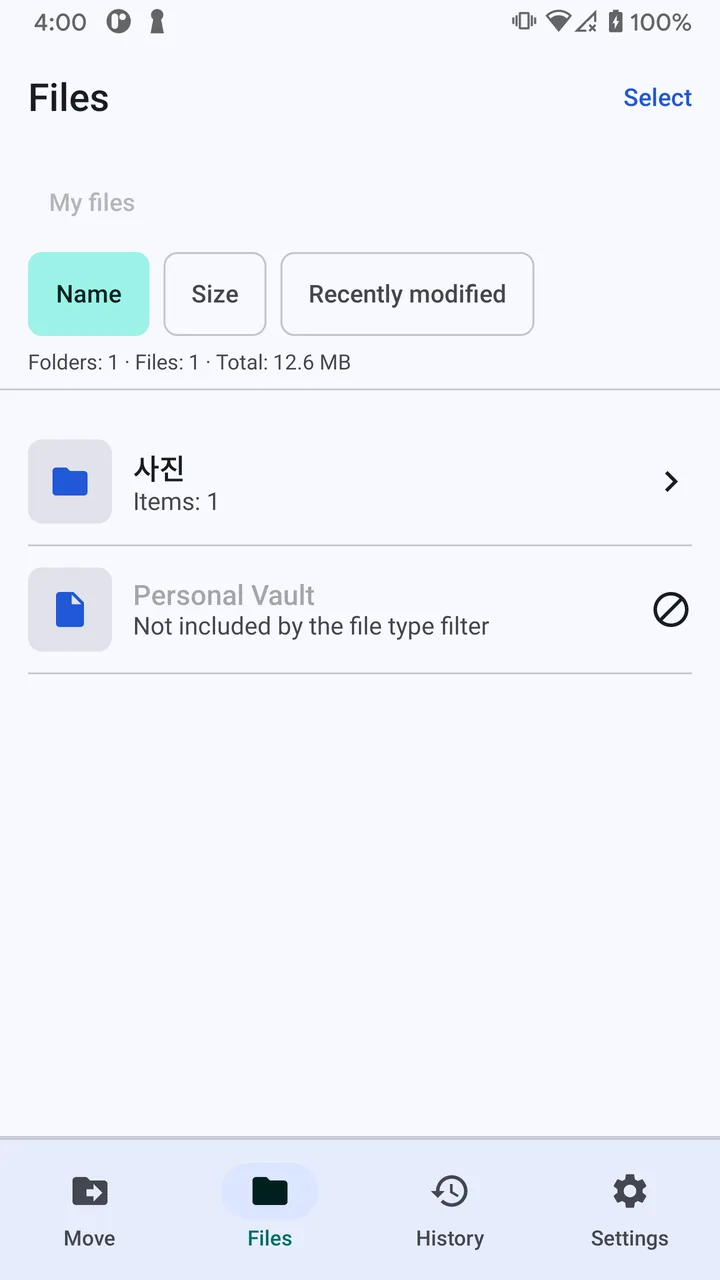 4:00 100%
Files Select
My files
Name Size Recently modified
Folders: 1 · Files: 1 · Total: 12.6 MB
사진
Items: 1
Personal Vault
Not included by the file type filter
Move Files History Settings